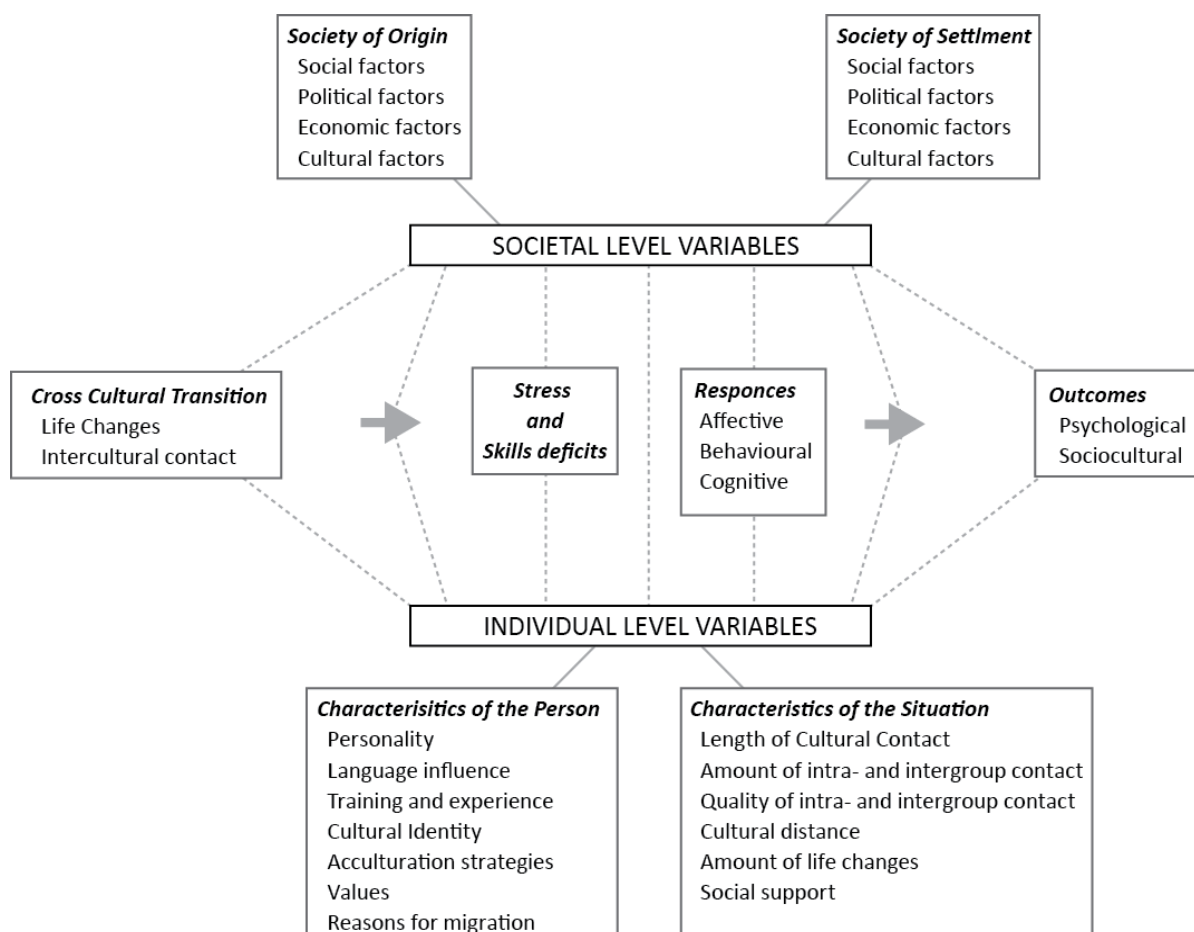 Society of Origin
Social factors
Political factors
Economic factors
Cultural factors
Society of Settlment
Social factors
Political factors
Economic factors
Cultural factors
SOCIETAL LEVEL VARIABLES
Cross Cultural Transition
Life Changes
Intercultural contact
Stress
and
Skills deficits
Responces
Affective
Behavioural
Cognitive
Outcomes
Psychological
Sociocultural
INDIVIDUAL LEVEL VARIABLES
Characterisitics of the Person
Personality
Language influence
Training and experience
Cultural Identity
Acculturation strategies
Values
Reasons for migration
Characteristics of the Situation
Length of Cultural Contact
Amount of intra- and intergroup contact
Quality of intra- and intergroup contact
Cultural distance
Amount of life changes
Social support